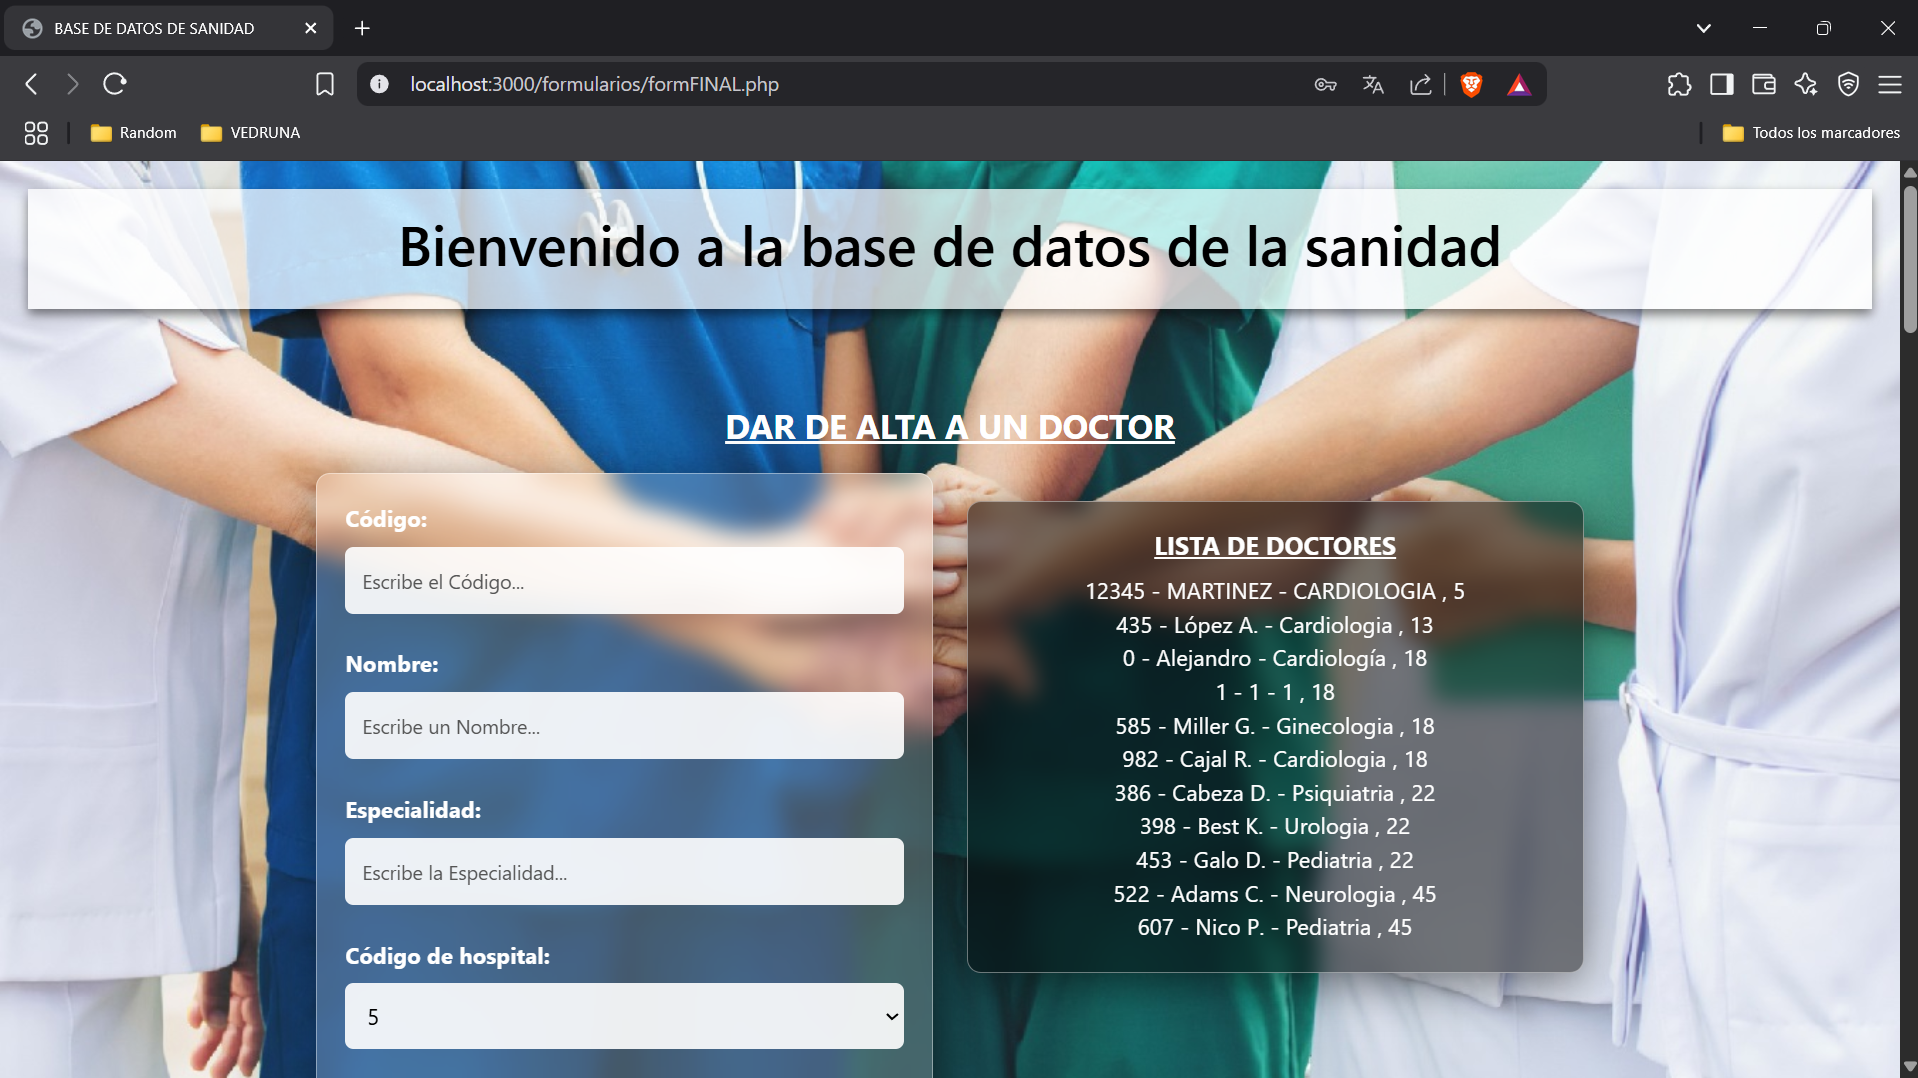 BASE DE DATOS DE SANIDAD
localhost:3000/formularios/formFINAL.php
Random
VEDRUNA
Todos los marcadores
Bienvenido a la base de datos de la sanidad
DAR DE ALTA A UN DOCTOR
Código:
Escribe el Código...
Nombre:
Escribe un Nombre...
Especialidad:
Escribe la Especialidad...
Código de hospital:
5
LISTA DE DOCTORES
12345 - MARTINEZ - CARDIOLOGIA , 5
435 - López A. - Cardiologia , 13
0 - Alejandro - Cardiología , 18
1 - 1 - 1 , 18
585 - Miller G. - Ginecologia , 18
982 - Cajal R. - Cardiologia , 18
386 - Cabeza D. - Psiquiatria , 22
398 - Best K. - Urologia , 22
453 - Galo D. - Pediatria , 22
522 - Adams C. - Neurologia , 45
607 - Nico P. - Pediatria , 45